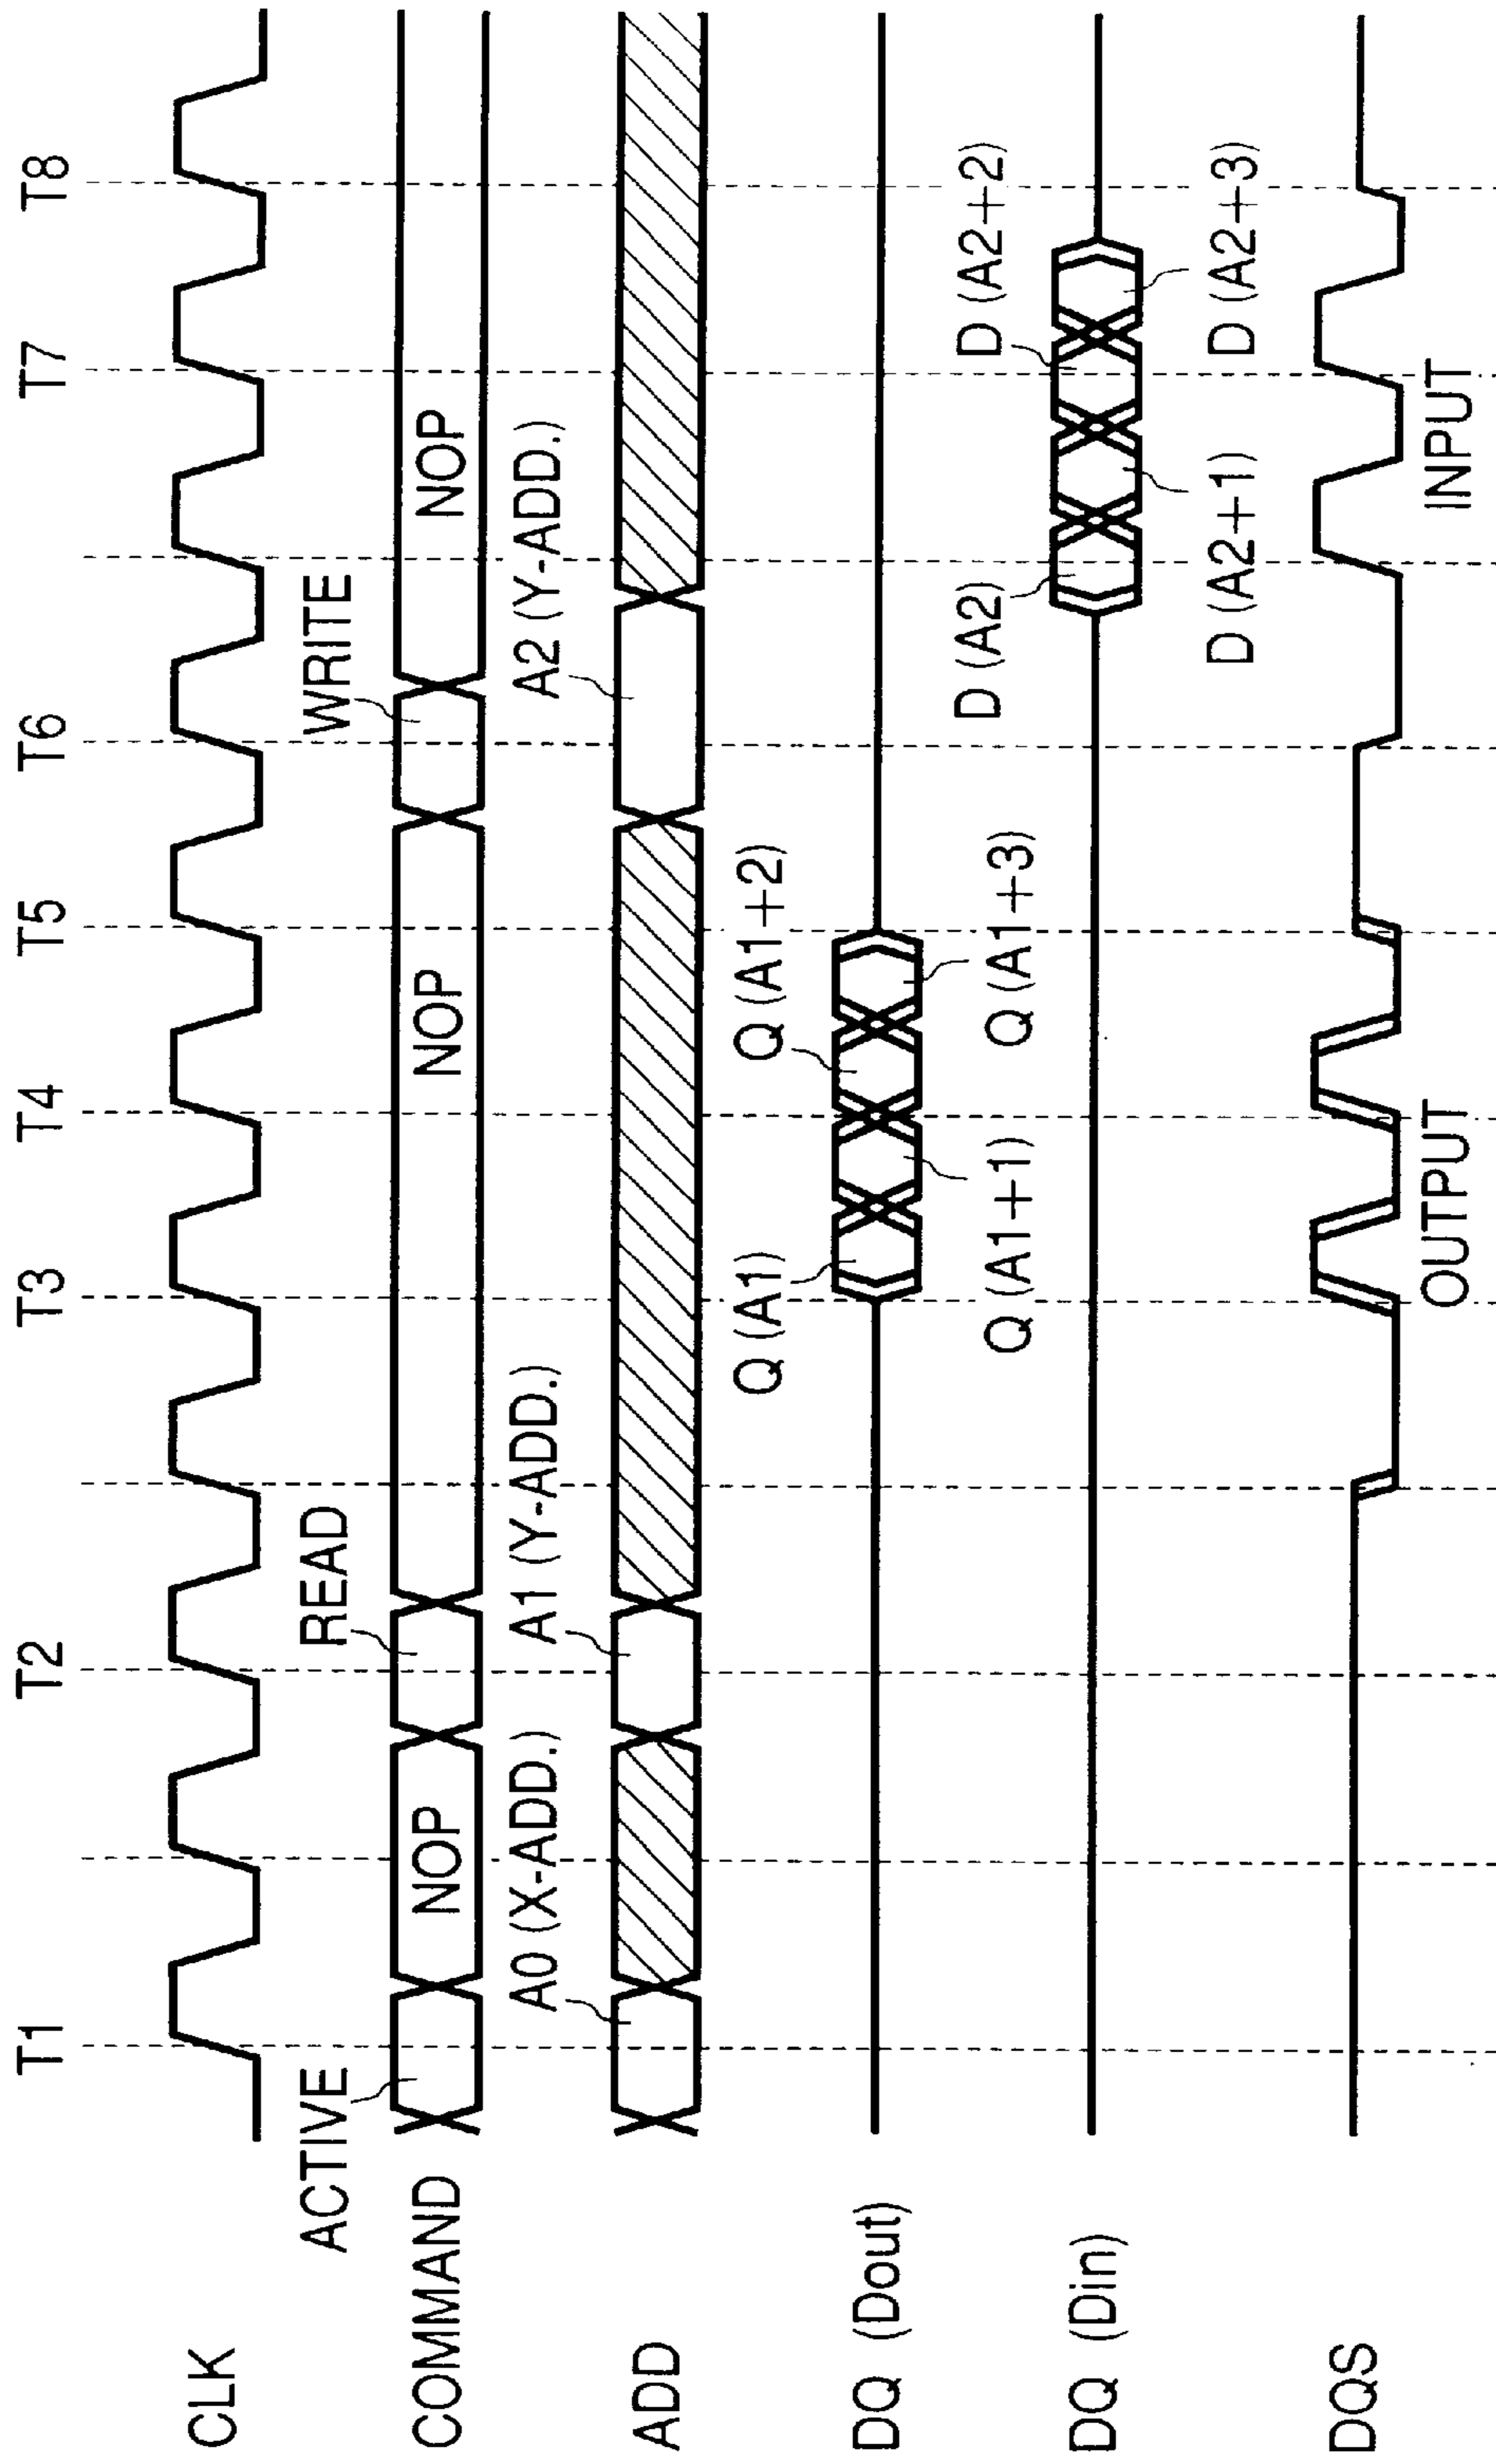 T1 T2 T3 T4 T5 T6 T7 T8
CLK
ACTIVE READ WRITE
COMMAND NOP NOP NOP
A0 (X-ADD.) A1 (Y-ADD.) A2 (Y-ADD.)
ADD
Q (A1) Q (A1+2)
DQ (Dout)
Q (A1+1) Q (A1+3)
D (A2) D (A2+2)
DQ (Din)
D (A2+1) D (A2+3)
DQS
OUTPUT INPUT